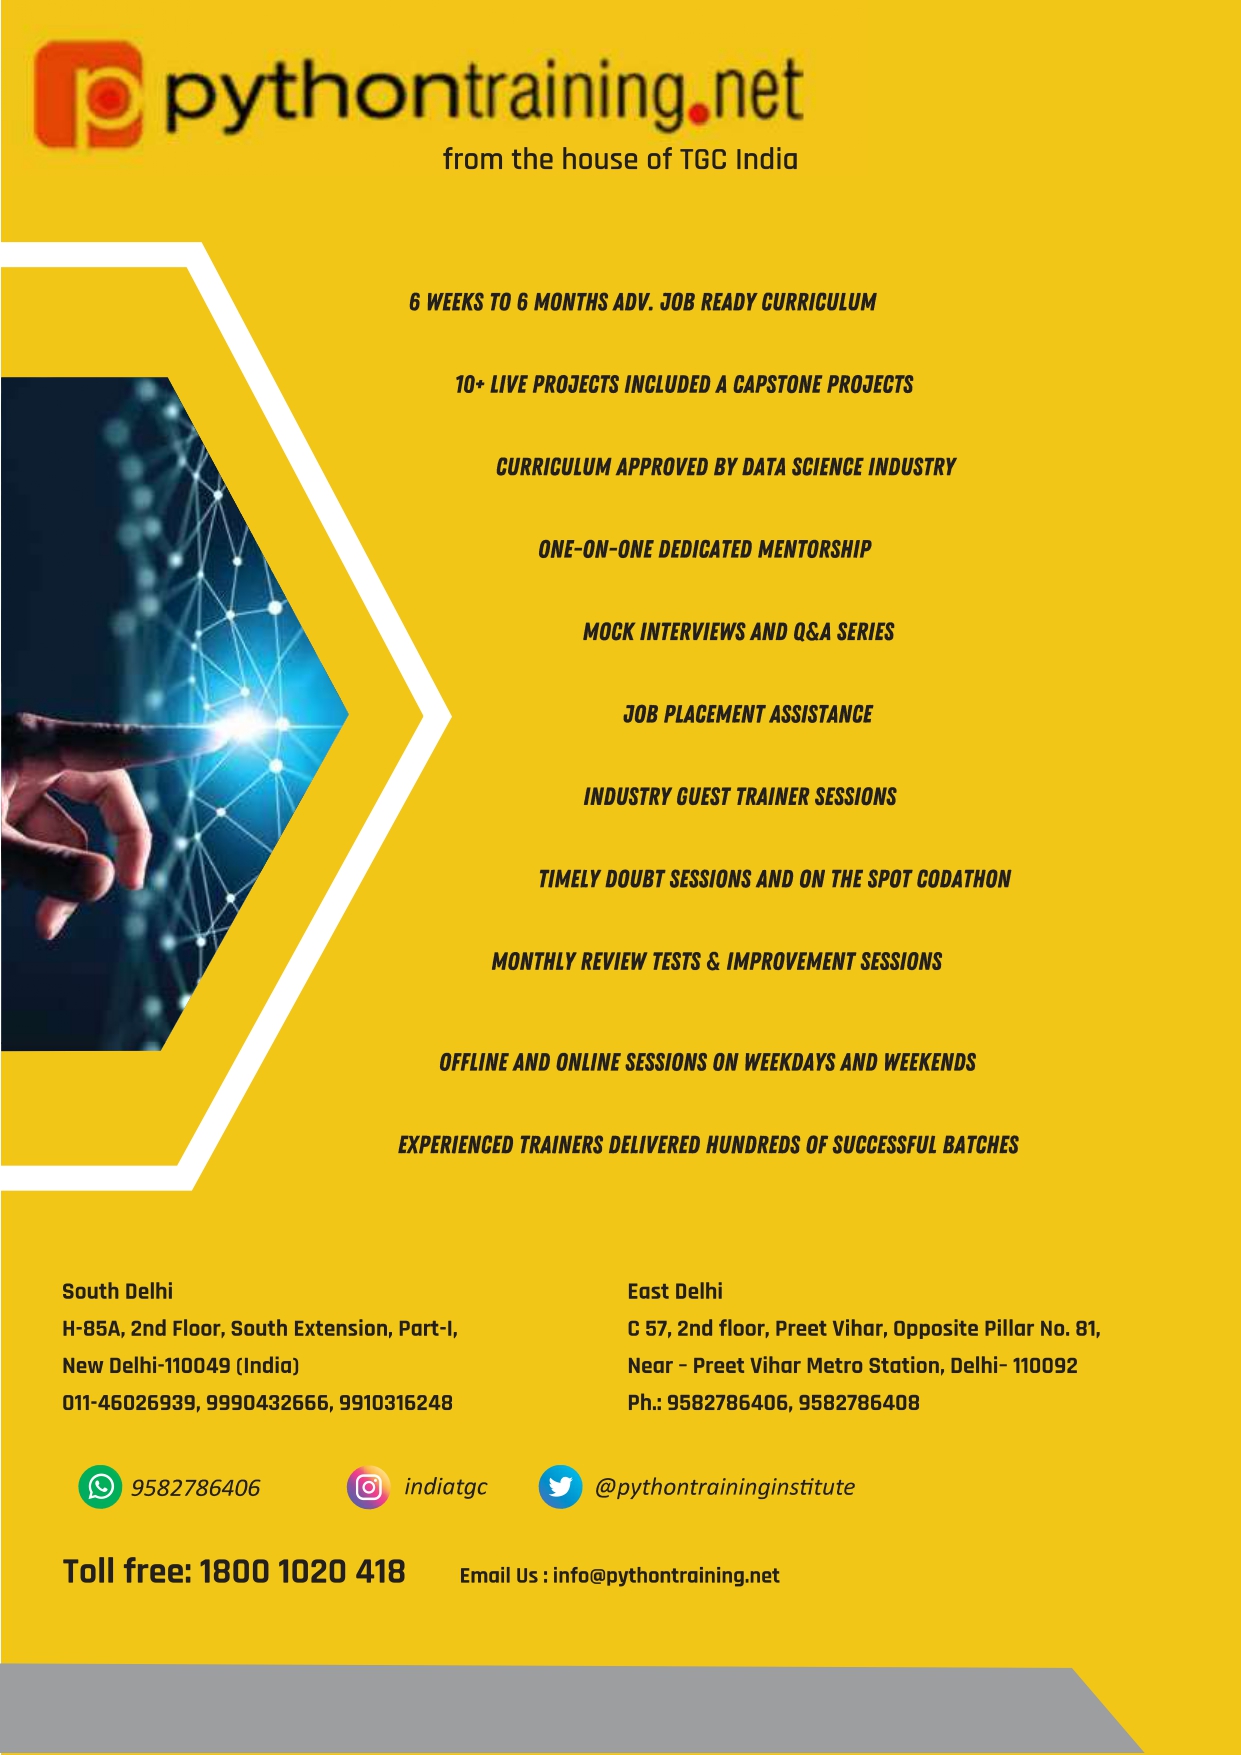 pythontraining.net
from the house of TGC India
6 WEEKS TO 6 MONTHS ADV. JOB READY CURRICULUM
10+ LIVE PROJECTS INCLUDED A CAPSTONE PROJECTS
CURRICULUM APPROVED BY DATA SCIENCE INDUSTRY
ONE-ON-ONE DEDICATED MENTORSHIP
MOCK INTERVIEWS AND Q&A SERIES
JOB PLACEMENT ASSISTANCE
INDUSTRY GUEST TRAINER SESSIONS
TIMELY DOUBT SESSIONS AND ON THE SPOT CODATHON
MONTHLY REVIEW TESTS & IMPROVEMENT SESSIONS
OFFLINE AND ONLINE SESSIONS ON WEEKDAYS AND WEEKENDS
EXPERIENCED TRAINERS DELIVERED HUNDREDS OF SUCCESSFUL BATCHES
South Delhi
H-85A, 2nd Floor, South Extension, Part-I,
New Delhi-110049 (India)
011-46026939, 9990432666, 9910316248
East Delhi
C 57, 2nd floor, Preet Vihar, Opposite Pillar No. 81,
Near – Preet Vihar Metro Station, Delhi– 110092
Ph.: 9582786406, 9582786408
9582786406 indiatgc @pythontraininginstitute
Toll free: 1800 1020 418 Email Us : info@pythontraining.net